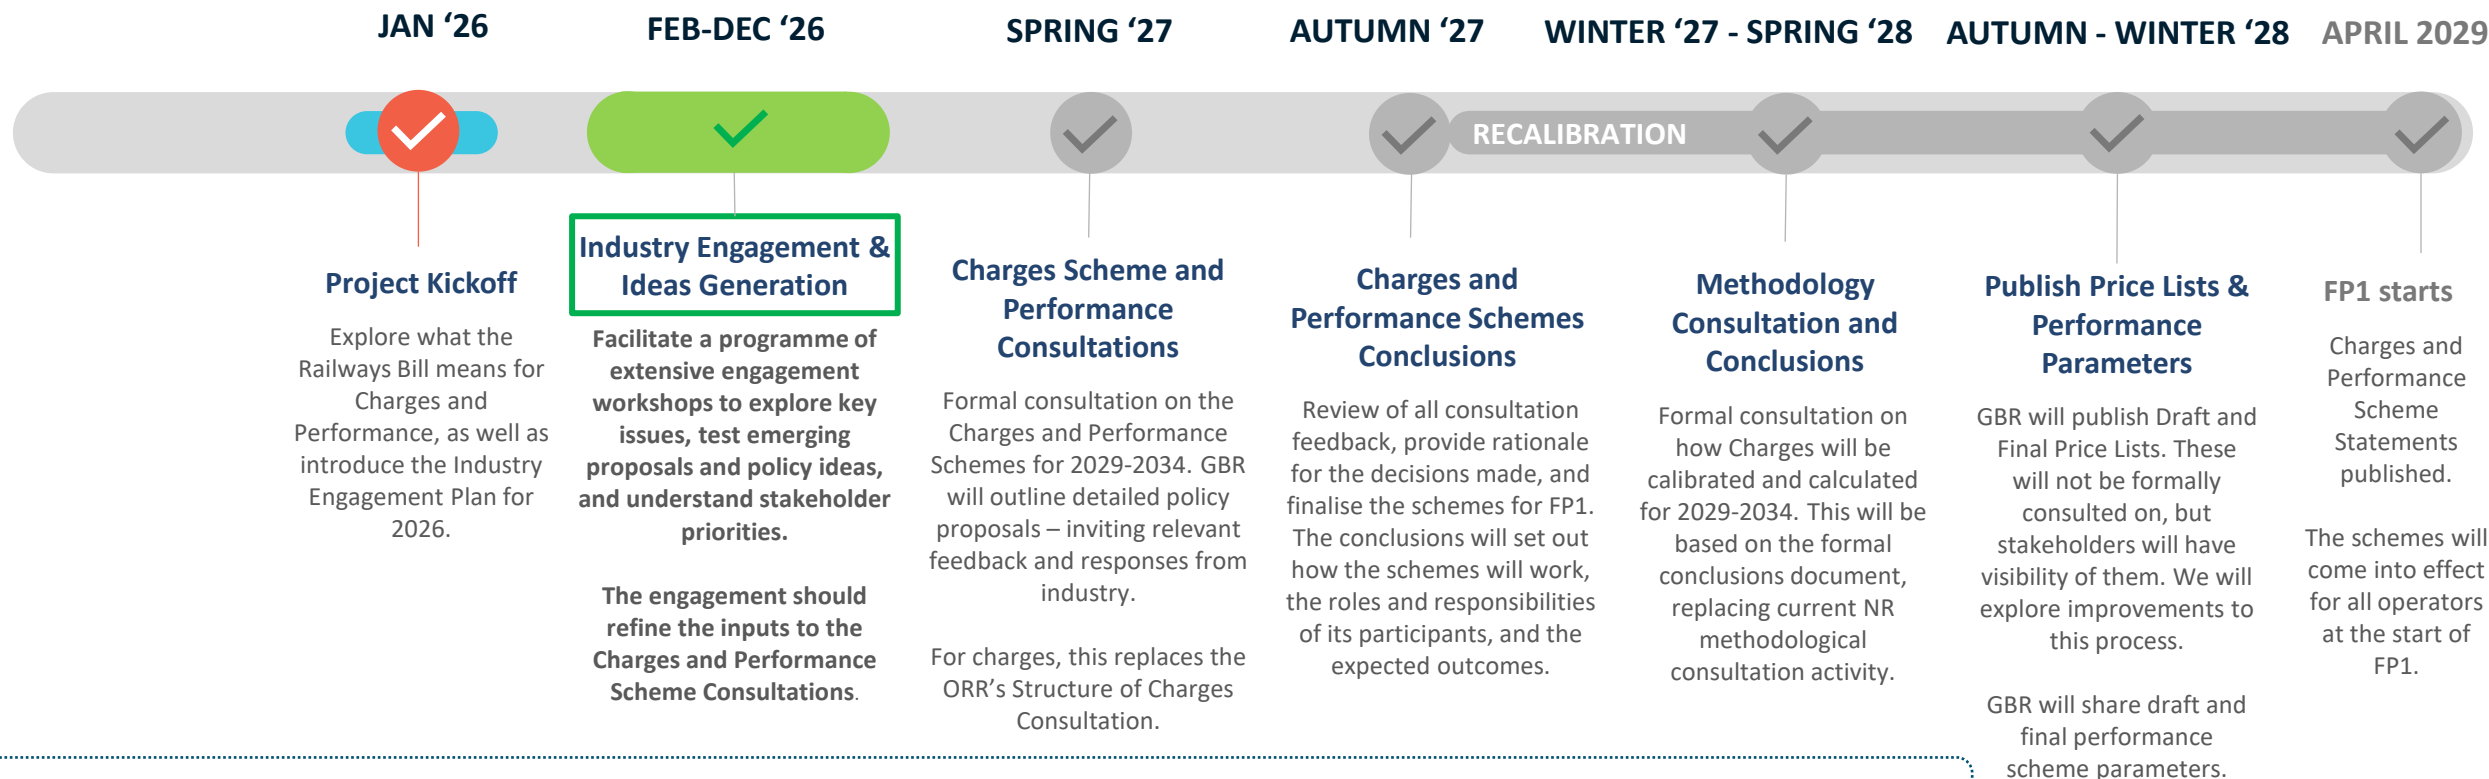 JAN ‘26
FEB-DEC ‘26
SPRING ‘27
AUTUMN ‘27
WINTER ‘27 - SPRING ‘28
AUTUMN - WINTER ‘28
APRIL 2029
RECALIBRATION
Project Kickoff
Explore what the
Railways Bill means for
Charges and
Performance, as well as
introduce the Industry
Engagement Plan for
2026.
Industry Engagement &
Ideas Generation
Facilitate a programme of
extensive engagement
workshops to explore key
issues, test emerging
proposals and policy ideas,
and understand stakeholder
priorities.
The engagement should
refine the inputs to the
Charges and Performance
Scheme Consultations.
Charges Scheme and
Performance
Consultations
Formal consultation on the
Charges and Performance
Schemes for 2029-2034. GBR
will outline detailed policy
proposals – inviting relevant
feedback and responses from
industry.
For charges, this replaces the
ORR’s Structure of Charges
Consultation.
Charges and
Performance Schemes
Conclusions
Review of all consultation
feedback, provide rationale
for the decisions made, and
finalise the schemes for FP1.
The conclusions will set out
how the schemes will work,
the roles and responsibilities
of its participants, and the
expected outcomes.
Methodology
Consultation and
Conclusions
Formal consultation on
how Charges will be
calibrated and calculated
for 2029-2034. This will be
based on the formal
conclusions document,
replacing current NR
methodological
consultation activity.
Publish Price Lists &
Performance
Parameters
GBR will publish Draft and
Final Price Lists. These
will not be formally
consulted on, but
stakeholders will have
visibility of them. We will
explore improvements to
this process.
GBR will share draft and
final performance
scheme parameters.
FP1 starts
Charges and
Performance
Scheme
Statements
published.
The schemes will
come into effect
for all operators
at the start of
FP1.